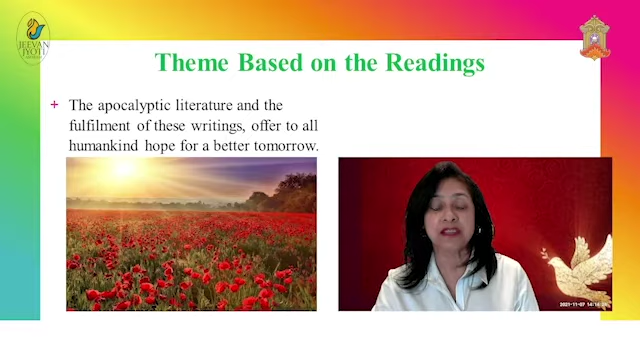 JEEVAN
JYOTI
Theme Based on the Readings
+ The apocalyptic literature and the
fulfilment of these writings, offer to all
humankind hope for a better tomorrow.